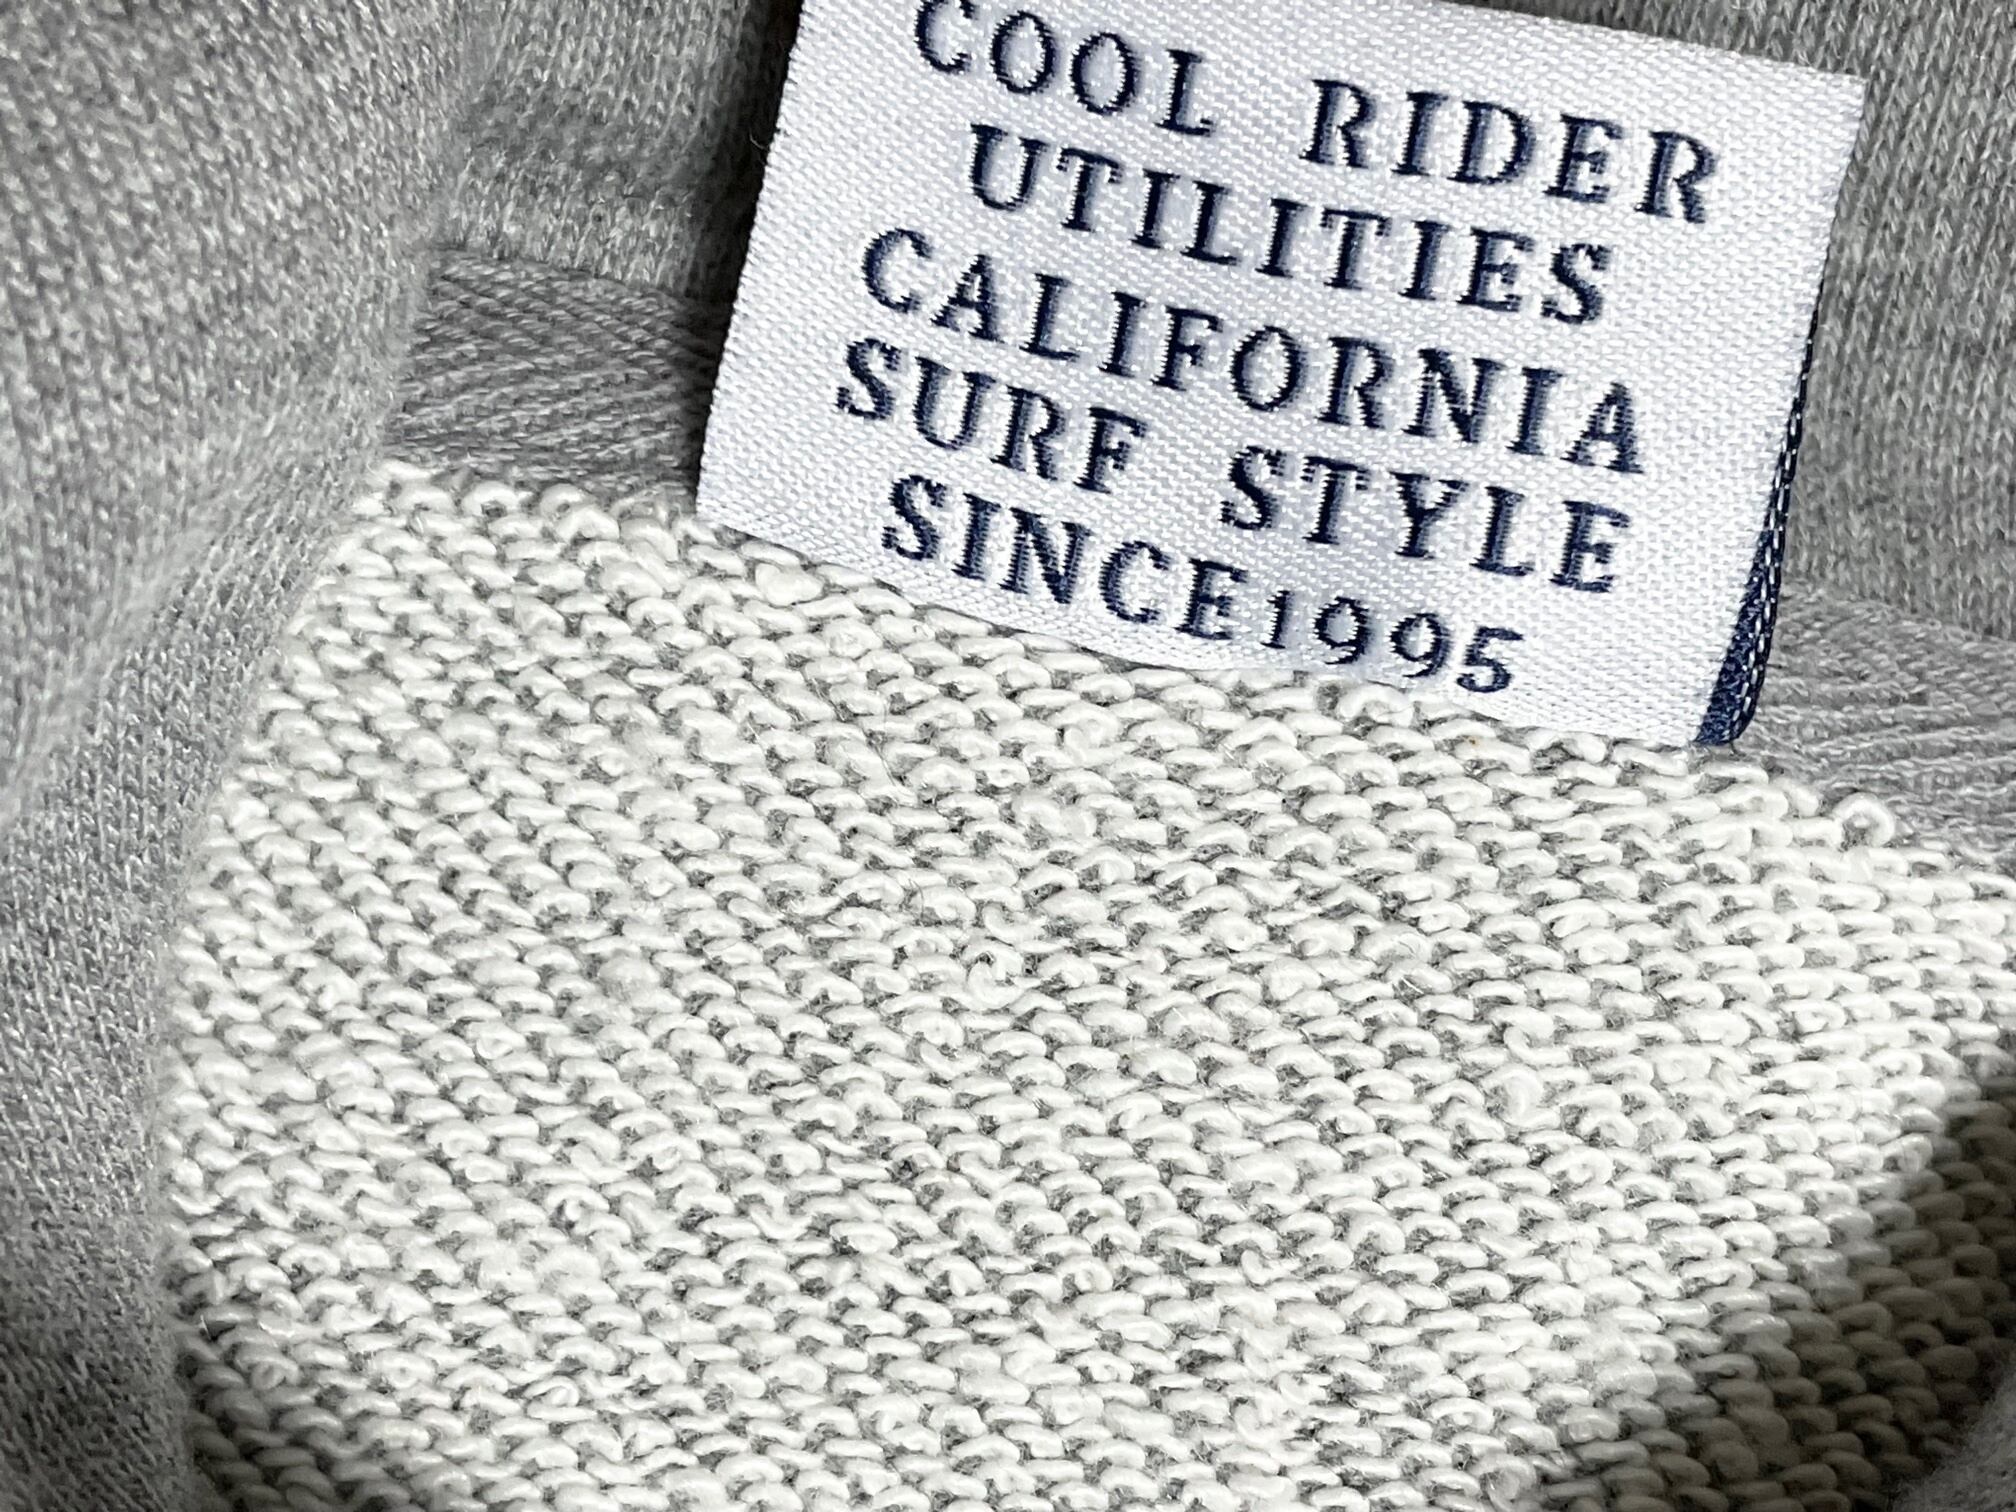 COOL RIDER
UTILITIES
CALIFORNIA
SURF STYLE
SINCE1995